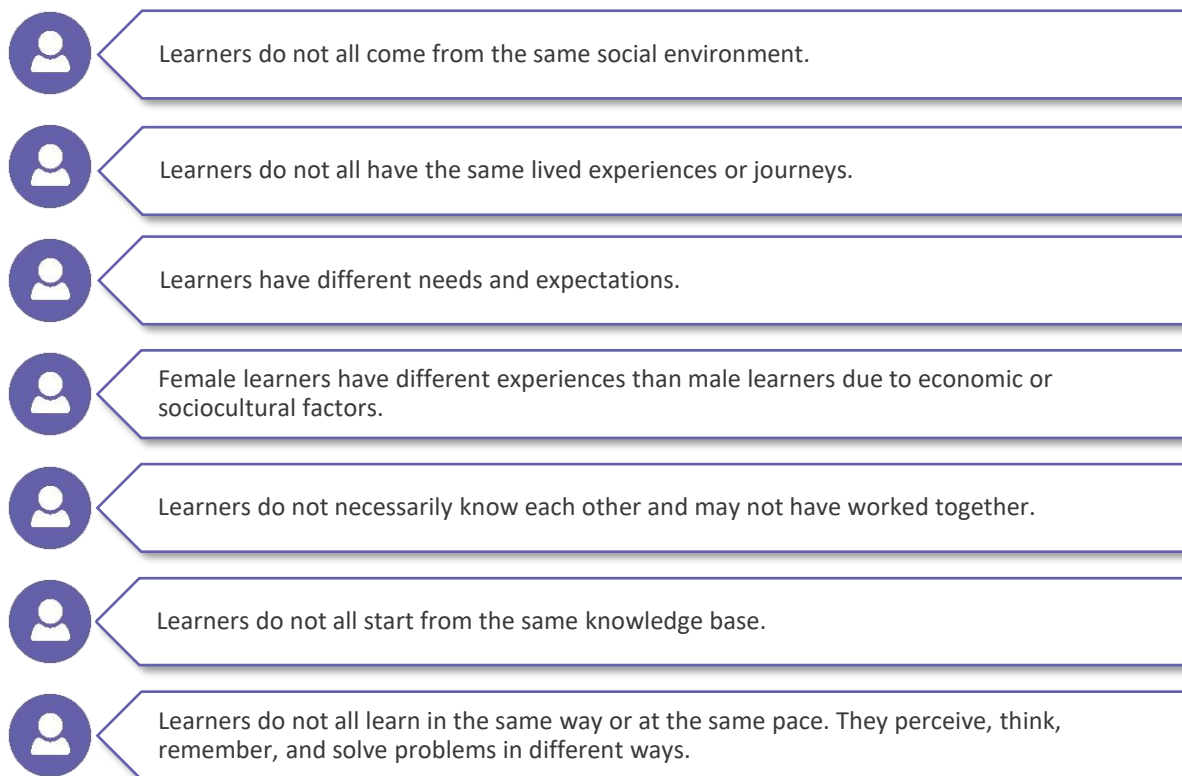 Learners do not all come from the same social environment.
Learners do not all have the same lived experiences or journeys.
Learners have different needs and expectations.
Female learners have different experiences than male learners due to economic or
sociocultural factors.
Learners do not necessarily know each other and may not have worked together.
Learners do not all start from the same knowledge base.
Learners do not all learn in the same way or at the same pace. They perceive, think,
remember, and solve problems in different ways.